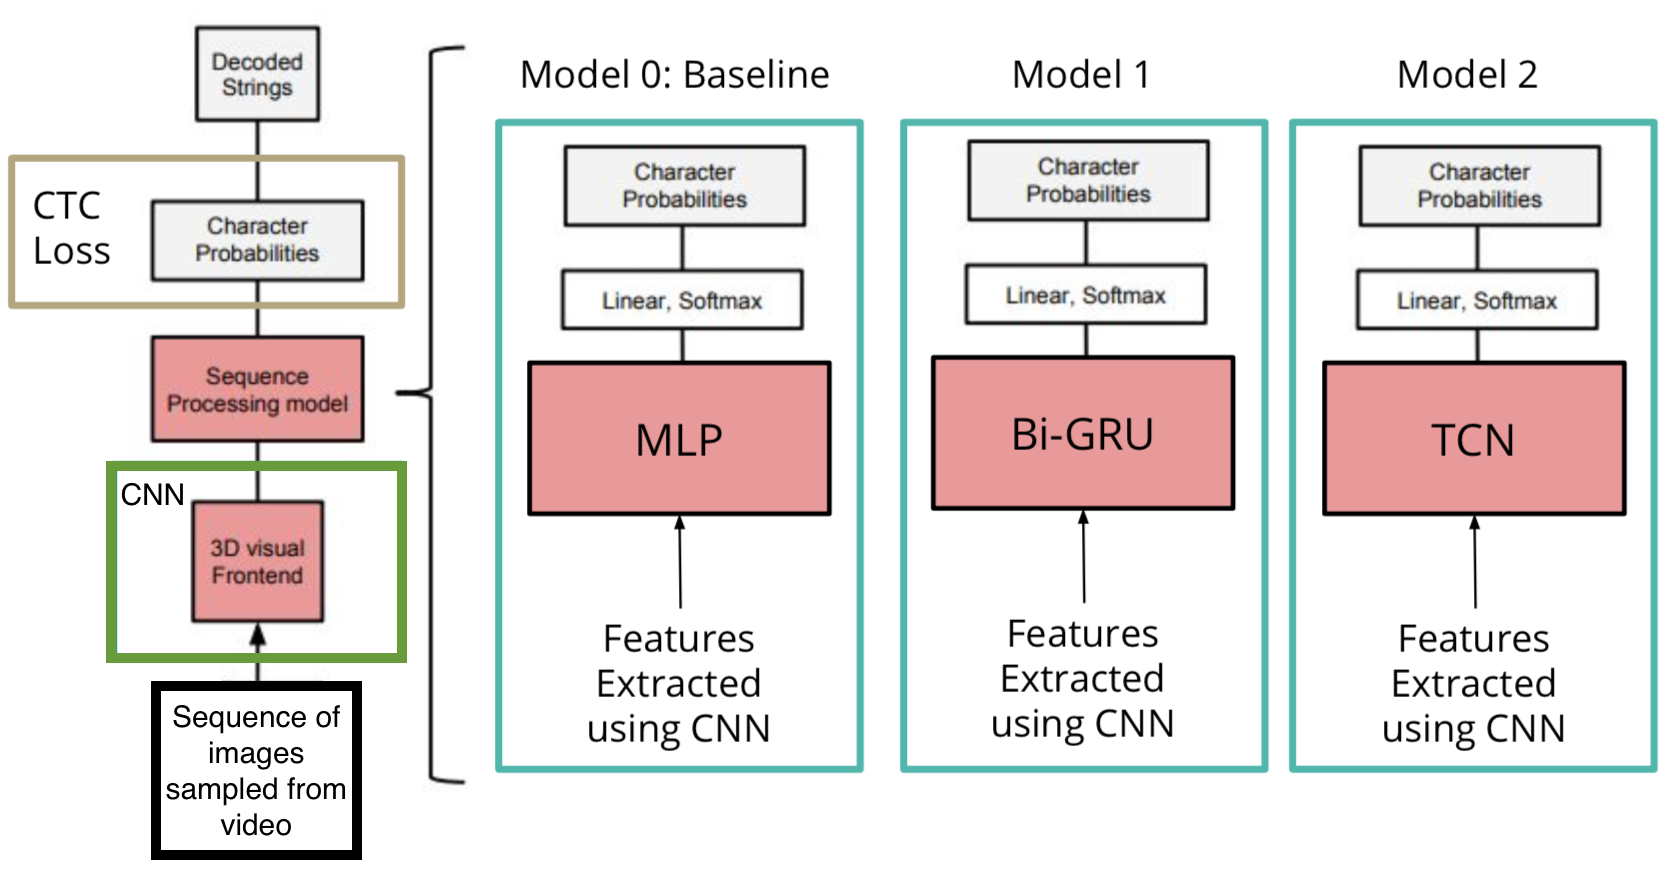 Decoded
Strings
CTC
Loss
Character
Probabilities
Sequence
Processing model
CNN
3D visual
Frontend
Sequence of
images
sampled from
video
Model 0: Baseline
Character
Probabilities
Linear, Softmax
MLP
Features
Extracted
using CNN
Model 1
Character
Probabilities
Linear, Softmax
Bi-GRU
Features
Extracted
using CNN
Model 2
Character
Probabilities
Linear, Softmax
TCN
Features
Extracted
using CNN